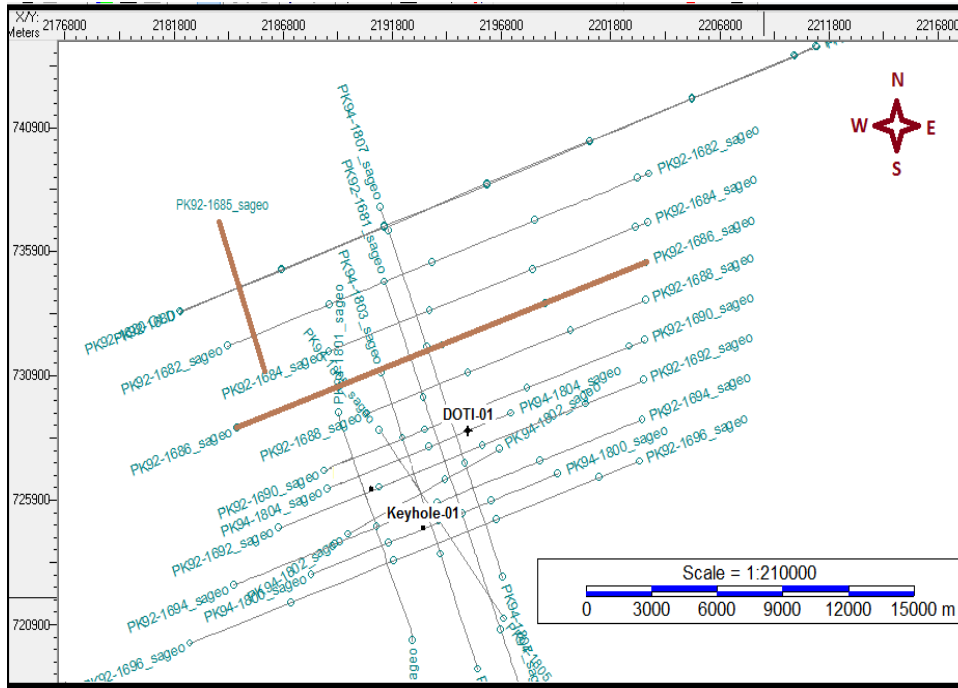 X/Y:
Meters
2176800 2181800 2186800 2191800 2196800 2201800 2206800 2211800 2216800
740900
735900
730900
725900
720900
N
W E
S
PK94-1807_sageo
PK92-1681_sageo
PK92-1682_sageo
PK92-1685_sageo
PK92-1684_sageo
PK92-1686_sageo
PK94-1803_sageo
PK92-1688_sageo
PK92-1690_sageo
PK92-1682_sageo
PK92-1684_sageo
PK92-1692_sageo
PK94-1804_sageo
DOTI-01
PK94-1802_sageo
PK92-1694_sageo
PK92-1686_sageo
PK92-1688_sageo
PK94-1800_sageo
PK92-1696_sageo
PK92-1690_sageo
PK94-1804_sageo
Keyhole-01
PK92-1692_sageo
PK94-1802_sageo
PK92-1694_sageo
PK94-1800_sageo
PK92-1696_sageo
ageo
Scale = 1:210000
0 3000 6000 9000 12000 15000 m